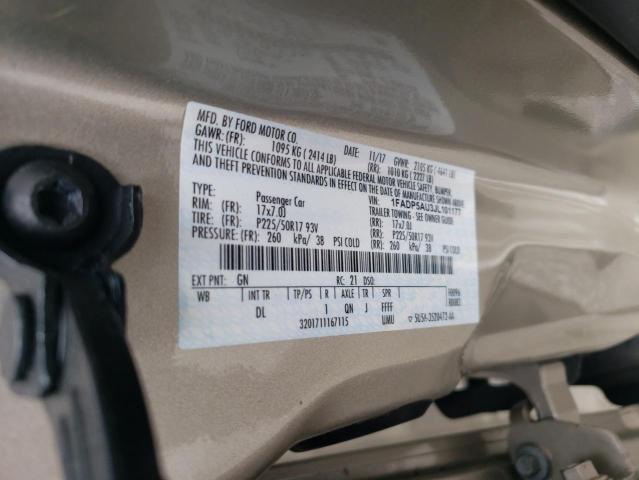 MFD. BY FORD MOTOR CO. DATE: 11/17 GVWR: 2105 KG ( 4641 LB)
GAWR: (FR): 1095 KG ( 2414 LB) (RR): 1010 KG ( 2227 LB)
THIS VEHICLE CONFORMS TO ALL APPLICABLE FEDERAL MOTOR VEHICLE SAFETY, BUMPER,
AND THEFT PREVENTION STANDARDS IN EFFECT ON THE DATE OF MANUFACTURE SHOWN ABOVE.
VEHICLE: 1FADP5AU3JL101177
TYPE: Passenger Car TRAILER TOWING - SEE OWNER GUIDE
RIM: (FR) 17x7.0J (RR) 17x7.0J
TIRE: (FR) P225/50R17 93V (RR) P225/50R17 93V
PRESSURE: (FR) 260 kPa/ 38 PSI COLD (RR) 260 kPa/ 38 PSI COLD
EXT PNT: GN RC: 21 DSO:
WB INT TR TP/PS R AXLE TR SPR
DL 1 QN J FFFF
3201711167115 UMU